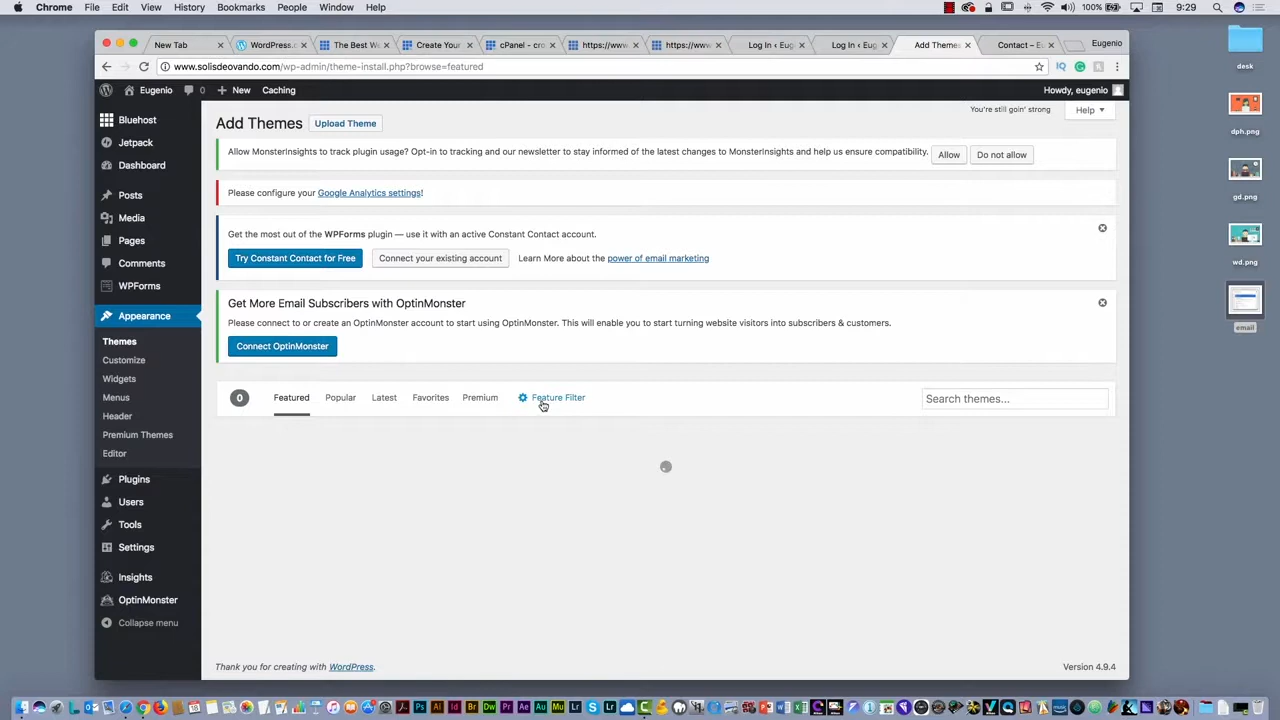 Chrome File Edit View History Bookmarks People Window Help 100% 9:29
New Tab WordPress.c The Best W Create Your cPanel - cro https://www https://www Log In ‹ Eug Log In ‹ Eug Add Themes Contact – E Eugenio
www.solisdeovando.com/wp-admin/theme-install.php?browse=featured
Eugenio 0 New Caching Howdy, eugenio
Bluehost
Jetpack
Dashboard
Posts
Media
Pages
Comments
WPForms
Appearance
Themes
Customize
Widgets
Menus
Header
Premium Themes
Editor
Plugins
Users
Tools
Settings
Insights
OptinMonster
Collapse menu
You're still goin' strong Help
Add Themes Upload Theme
Allow MonsterInsights to track plugin usage? Opt-in to tracking and our newsletter to stay informed of the latest changes to MonsterInsights and help us ensure compatibility. Allow Do not allow
Please configure your Google Analytics settings!
Get the most out of the WPForms plugin — use it with an active Constant Contact account.
Try Constant Contact for Free Connect your existing account Learn More about the power of email marketing
Get More Email Subscribers with OptinMonster
Please connect to or create an OptinMonster account to start using OptinMonster. This will enable you to start turning website visitors into subscribers & customers.
Connect OptinMonster
0 Featured Popular Latest Favorites Premium Feature Filter Search themes...
Thank you for creating with WordPress. Version 4.9.4
desk
dph.png
gd.png
wd.png
email